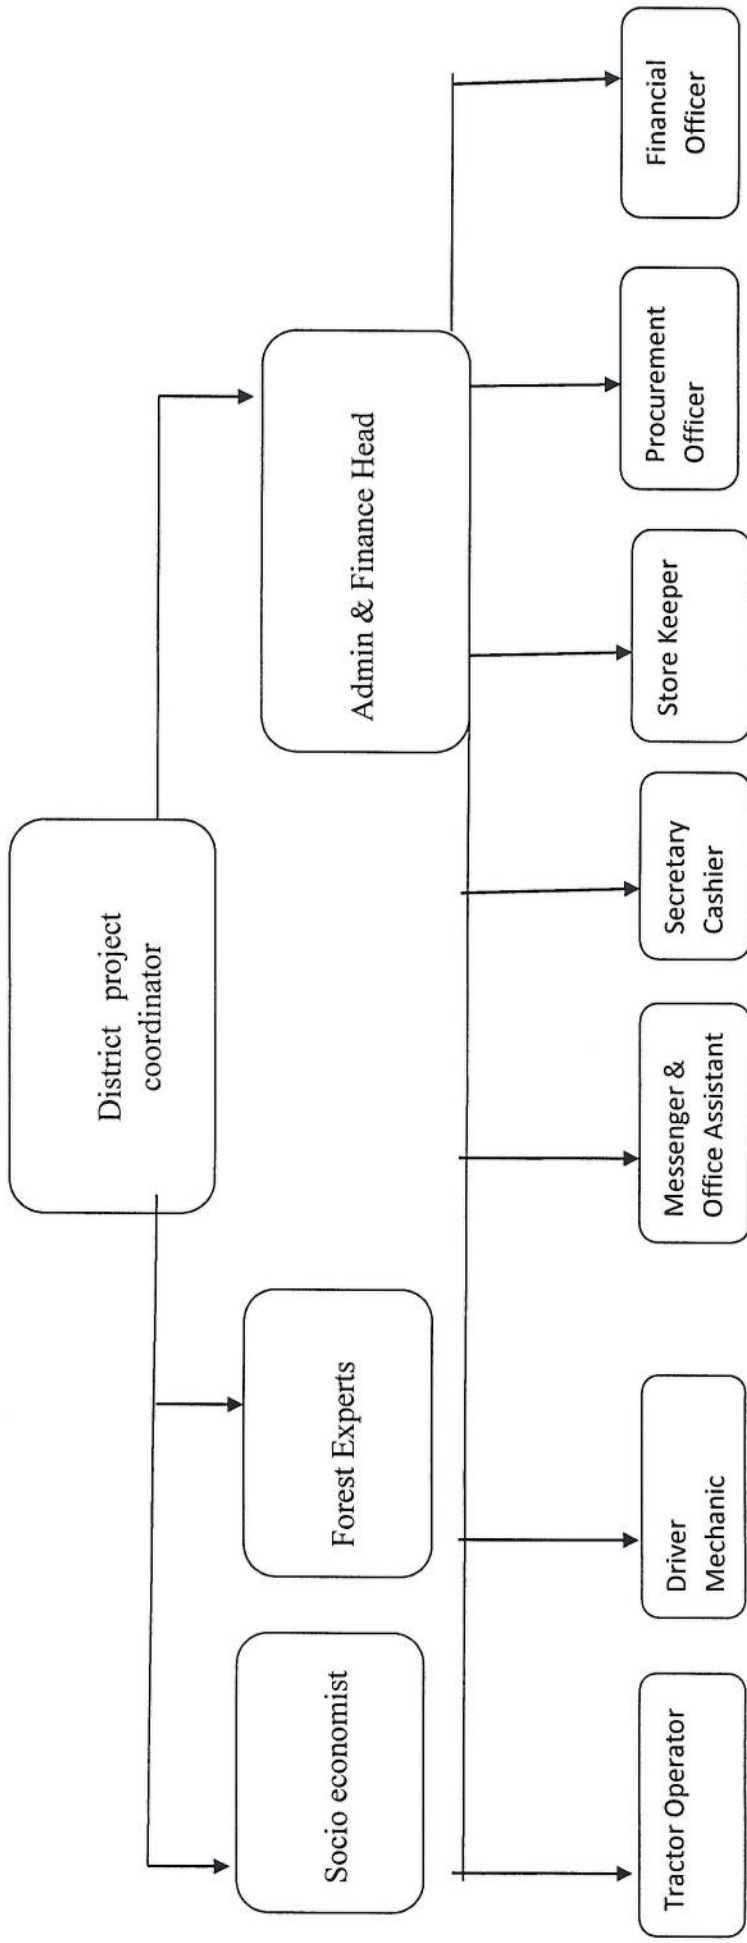 District project
coordinator
Socio economist
Forest Experts
Admin & Finance Head
Tractor Operator
Driver
Mechanic
Messenger &
Office Assistant
Secretary
Cashier
Store Keeper
Procurement
Officer
Financial
Officer